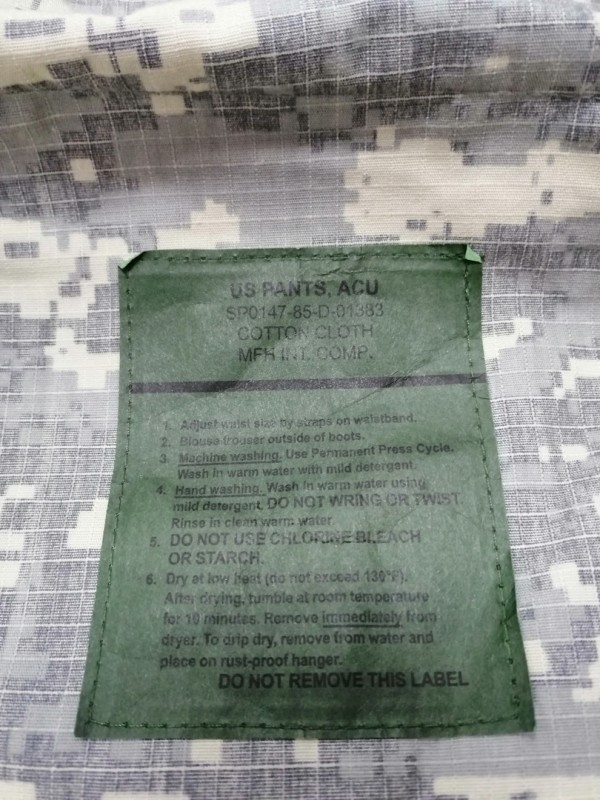 US PANTS, ACU
SP0147-85-D-01383
COTTON CLOTH
MFH INT. COMP.
1. Adjust waist size by straps on waistband.
2. Blouse trouser outside of boots.
3. Machine washing. Use Permanent Press Cycle.
Wash in warm water with mild detergent.
4. Hand washing. Wash in warm water using
mild detergent. DO NOT WRING OR TWIST.
Rinse in clean warm water.
5. DO NOT USE CHLORINE BLEACH
OR STARCH.
6. Dry at low heat (do not exceed 130°F).
After drying, tumble at room temperature
for 10 minutes. Remove immediately from
dryer. To drip dry, remove from water and
place on rust-proof hanger.
DO NOT REMOVE THIS LABEL